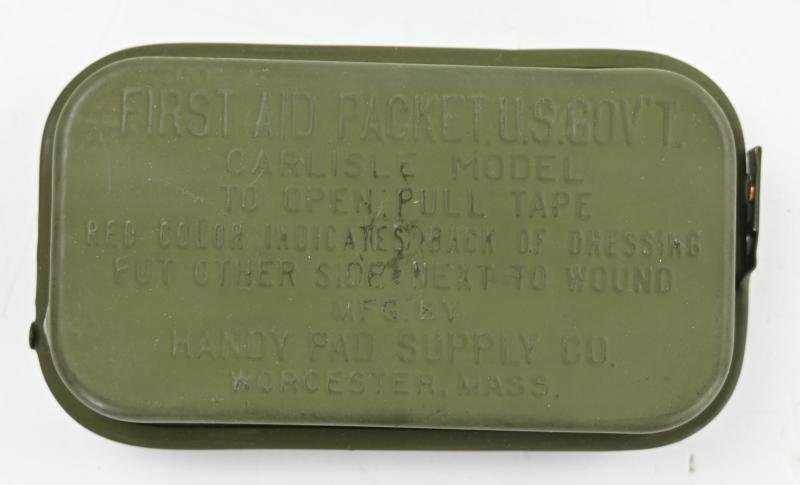 FIRST AID PACKET.U.S.GOV'T.
CARLISLE MODEL
TO OPEN,PULL TAPE
RED COLOR INDICATES BACK OF DRESSING
PUT OTHER SIDE NEXT TO WOUND
MFG.BY
HANDY PAD SUPPLY CO.
WORCESTER, MASS.